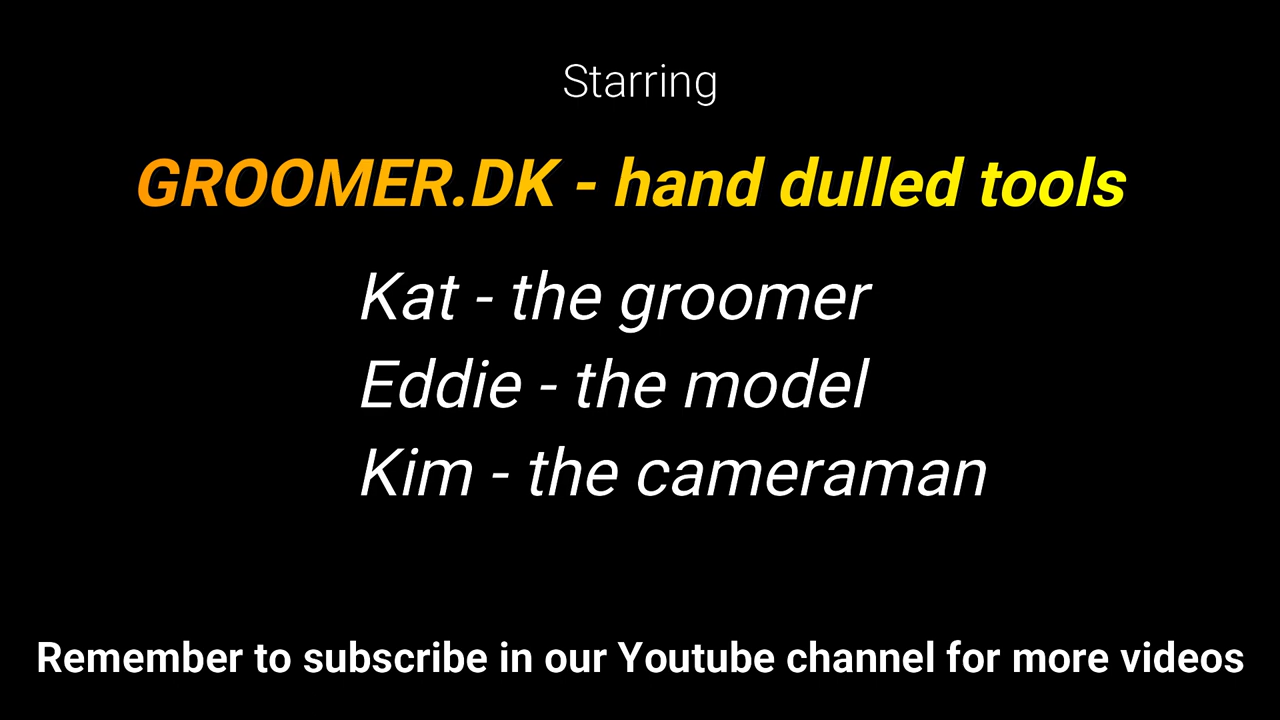 Starring
GROOMER.DK - hand dulled tools
Kat - the groomer
Eddie - the model
Kim - the cameraman
Remember to subscribe in our Youtube channel for more videos